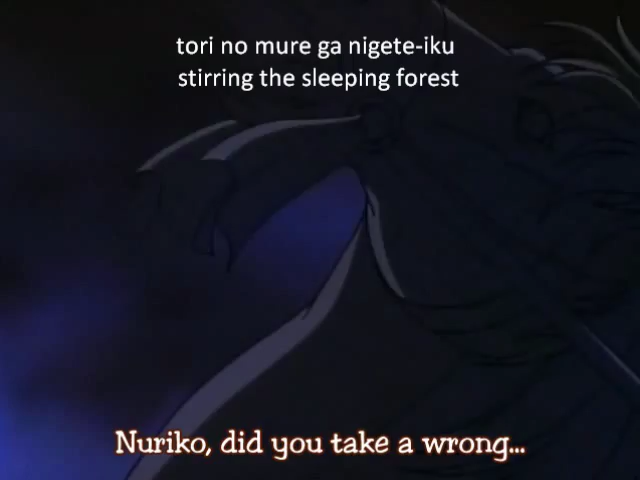 tori no mure ga nigete-iku
stirring the sleeping forest
Nuriko, did you take a wrong...